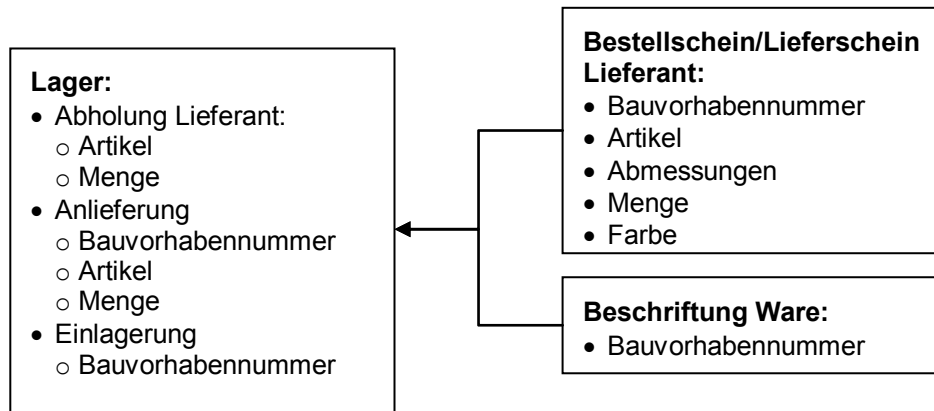 Lager:
• Abholung Lieferant:
o Artikel
o Menge
• Anlieferung
o Bauvorhabennummer
o Artikel
o Menge
• Einlagerung
o Bauvorhabennummer
Bestellschein/Lieferschein
Lieferant:
• Bauvorhabennummer
• Artikel
• Abmessungen
• Menge
• Farbe
Beschriftung Ware:
• Bauvorhabennummer